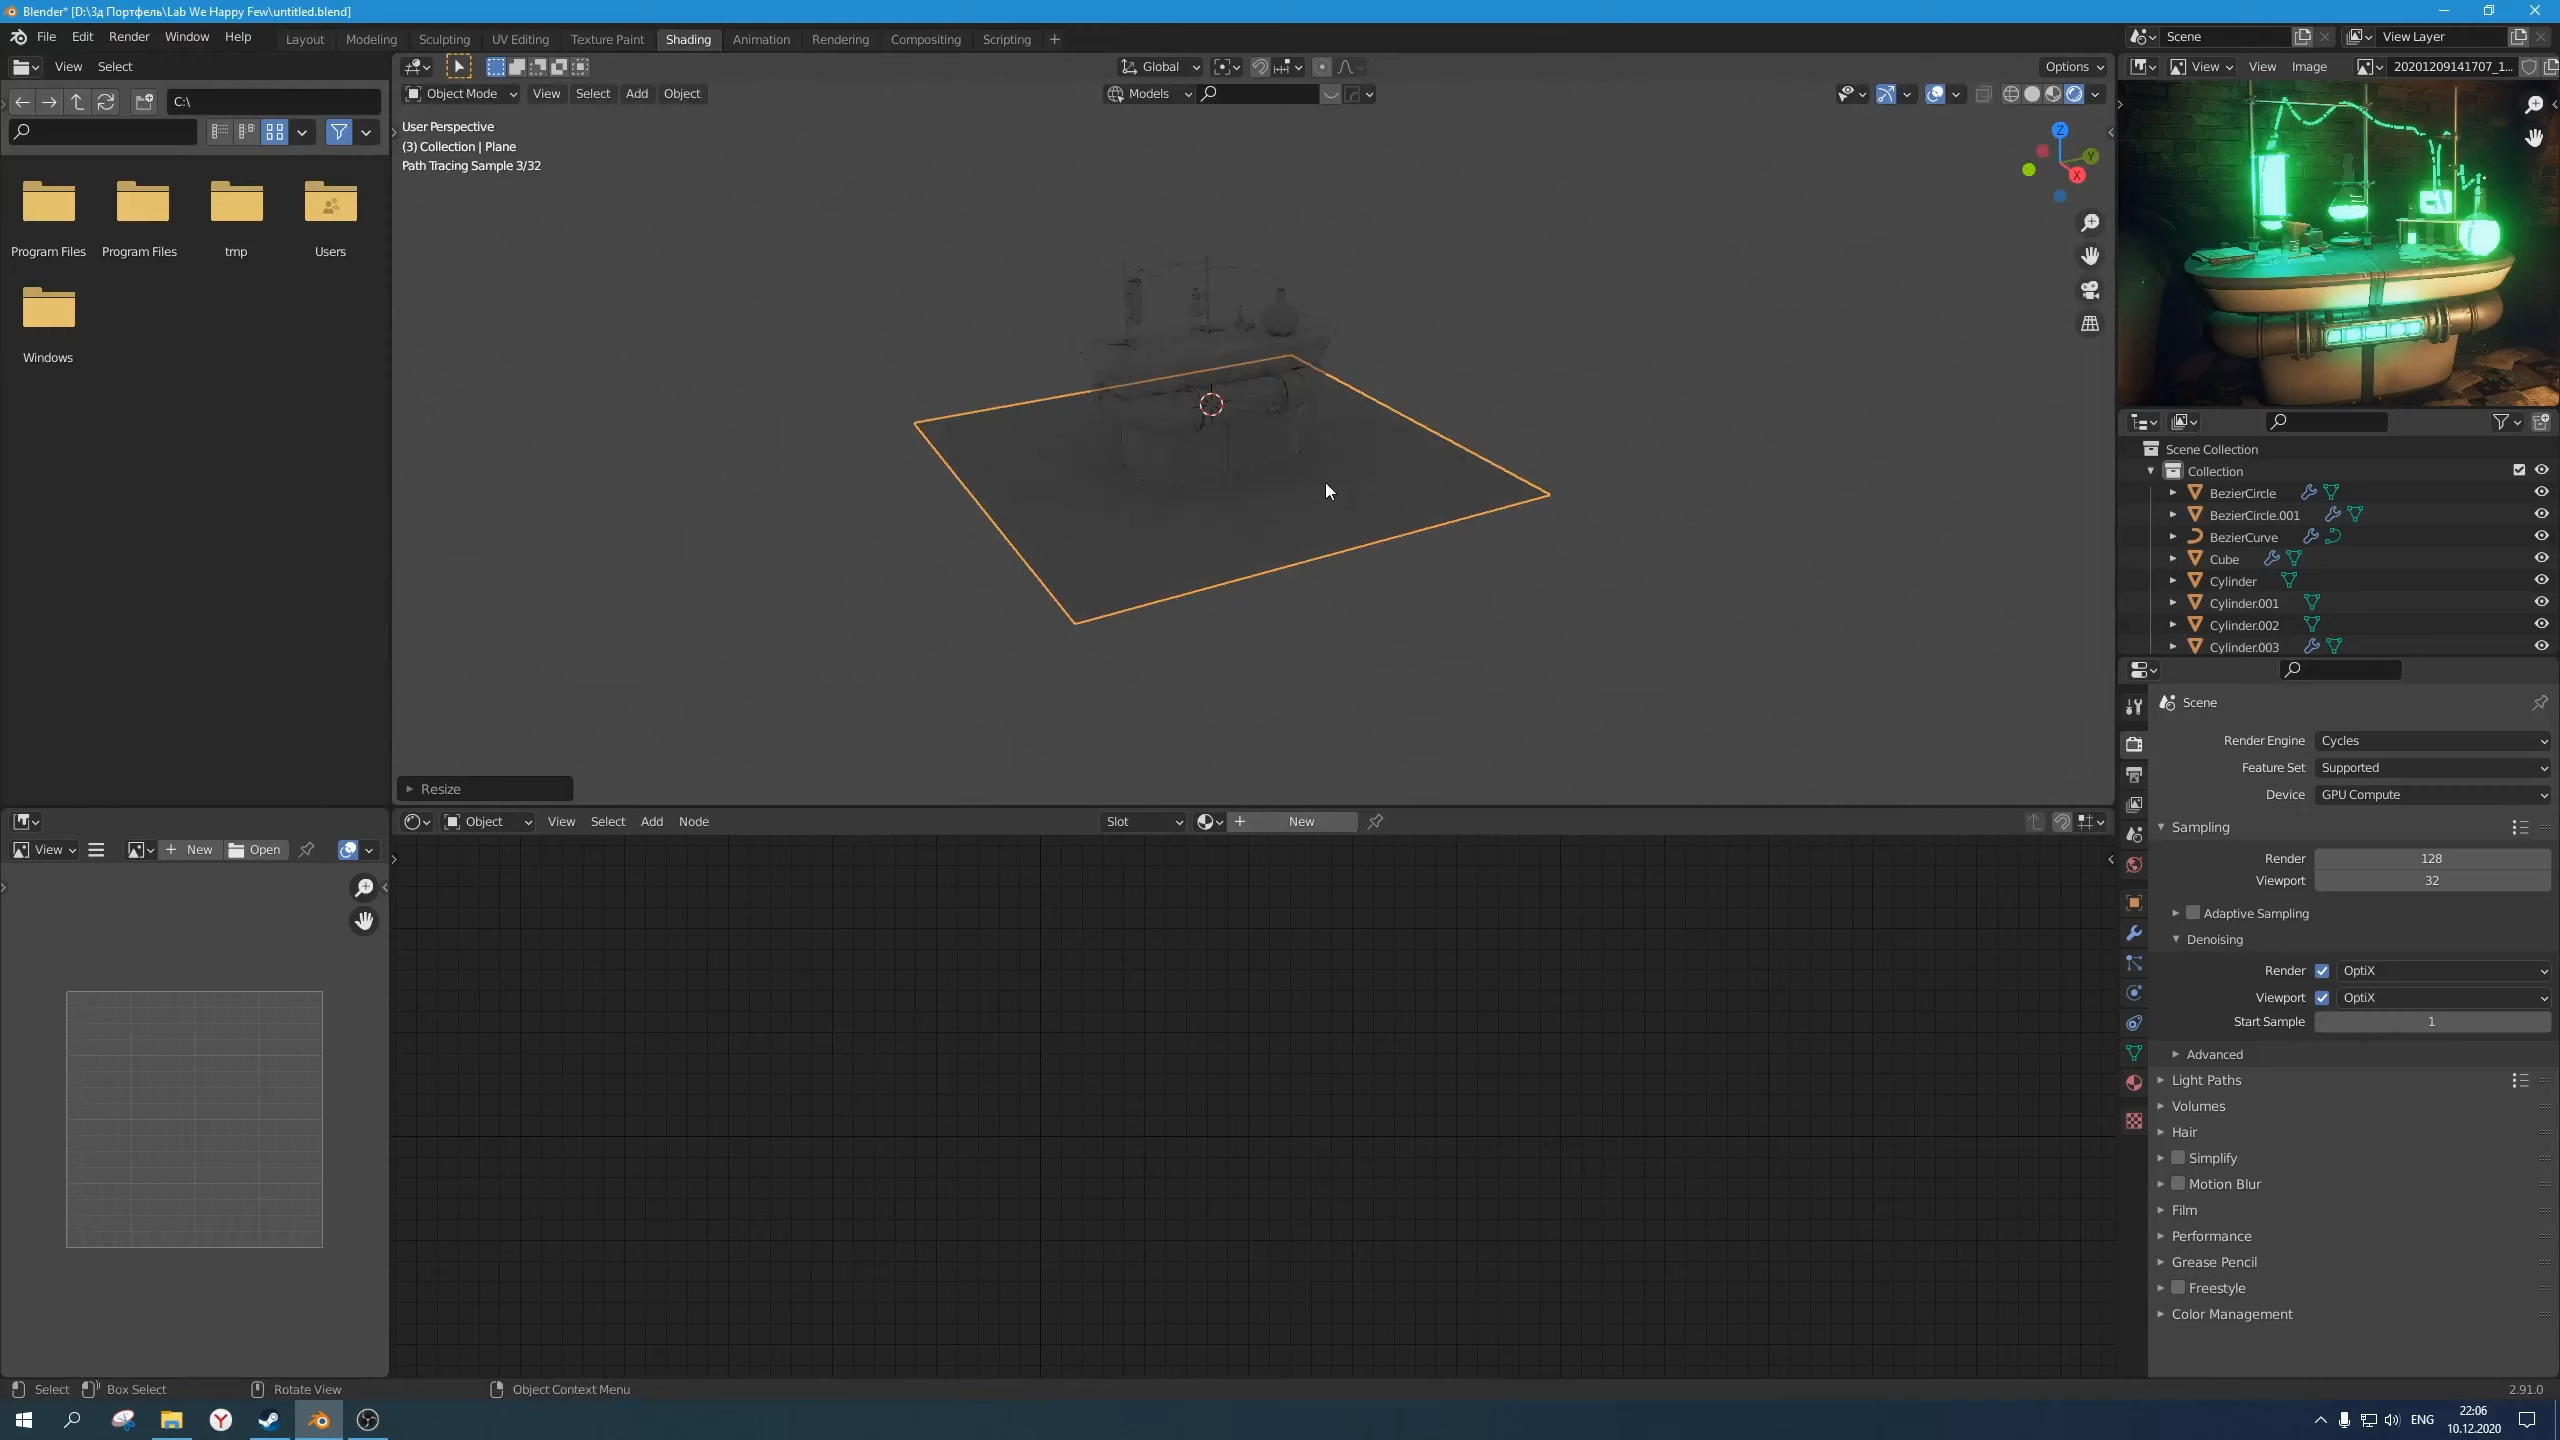 Blender* [D:\3д Портфель\Lab We Happy Few\untitled.blend]
File Edit Render Window Help
Layout Modeling Sculpting UV Editing Texture Paint Shading Animation Rendering Compositing Scripting +
Scene
View Layer
View Select
Global
Options
View View Image 20201209141707_1...
C:\
Object Mode View Select Add Object
Models
User Perspective
(3) Collection | Plane
Path Tracing Sample 3/32
Z
Y
X
Program Files Program Files tmp Users
Windows
Scene Collection
Collection
BezierCircle
BezierCircle.001
BezierCurve
Cube
Cylinder
Cylinder.001
Cylinder.002
Cylinder.003
Scene
Render Engine Cycles
Feature Set Supported
Device GPU Compute
Sampling
Render 128
Viewport 32
Adaptive Sampling
Denoising
Render OptiX
Viewport OptiX
Start Sample 1
Advanced
Light Paths
Volumes
Hair
Simplify
Motion Blur
Film
Performance
Grease Pencil
Freestyle
Color Management
Resize
Object View Select Add Node Slot + New
View + New Open
Select Box Select Rotate View Object Context Menu 2.91.0
ENG 22:06
10.12.2020